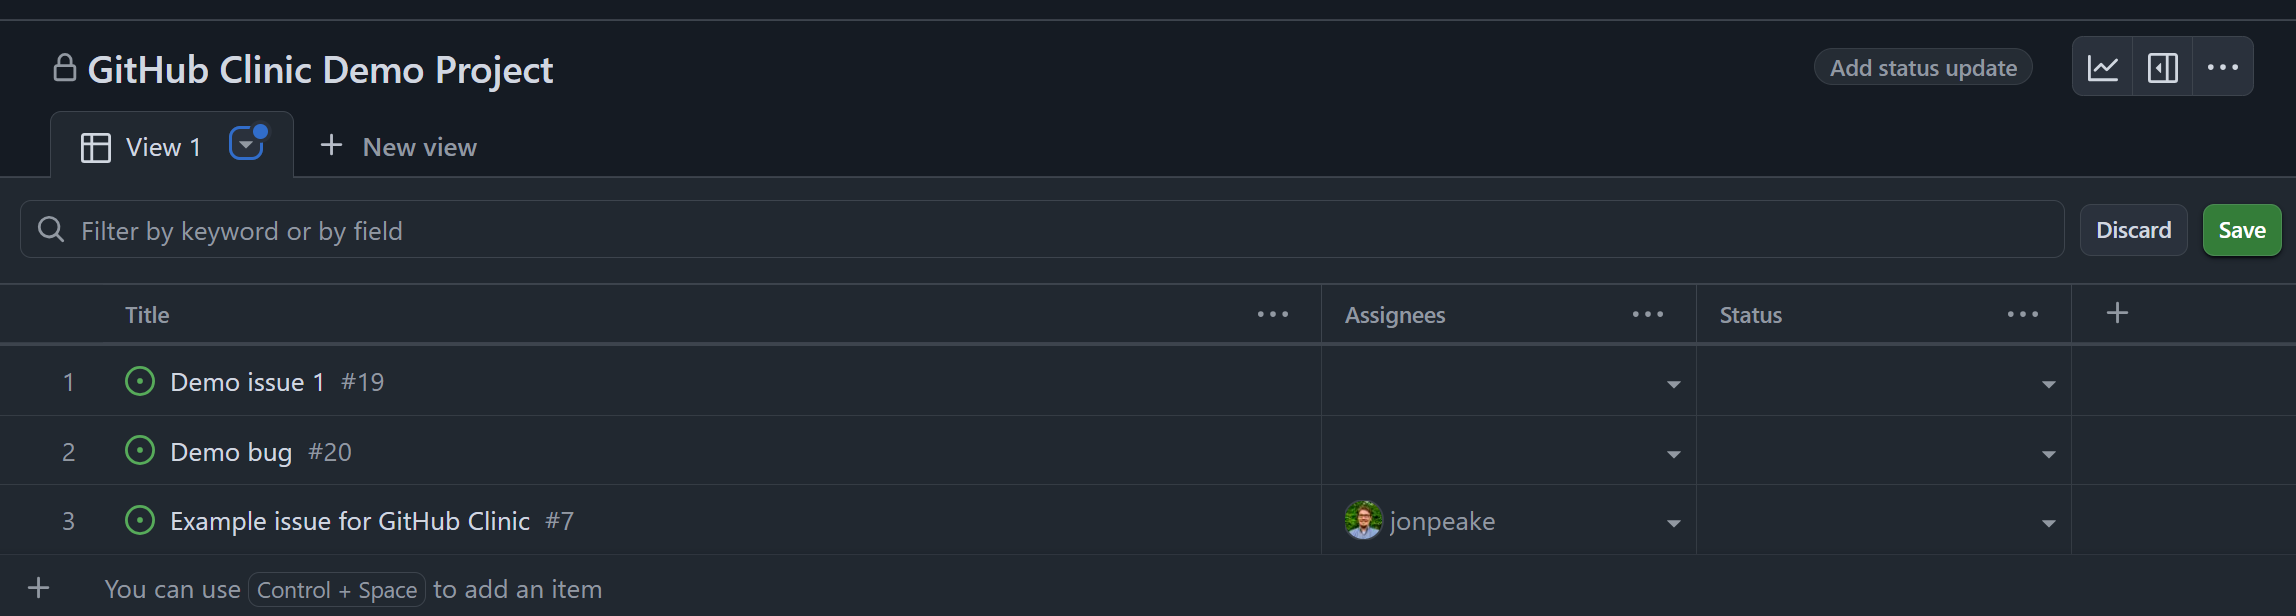 GitHub Clinic Demo Project
Add status update
View 1
New view
Filter by keyword or by field
Discard
Save
Title
Assignees
Status
1 Demo issue 1 #19
2 Demo bug #20
3 Example issue for GitHub Clinic #7 jonpeake
You can use Control + Space to add an item